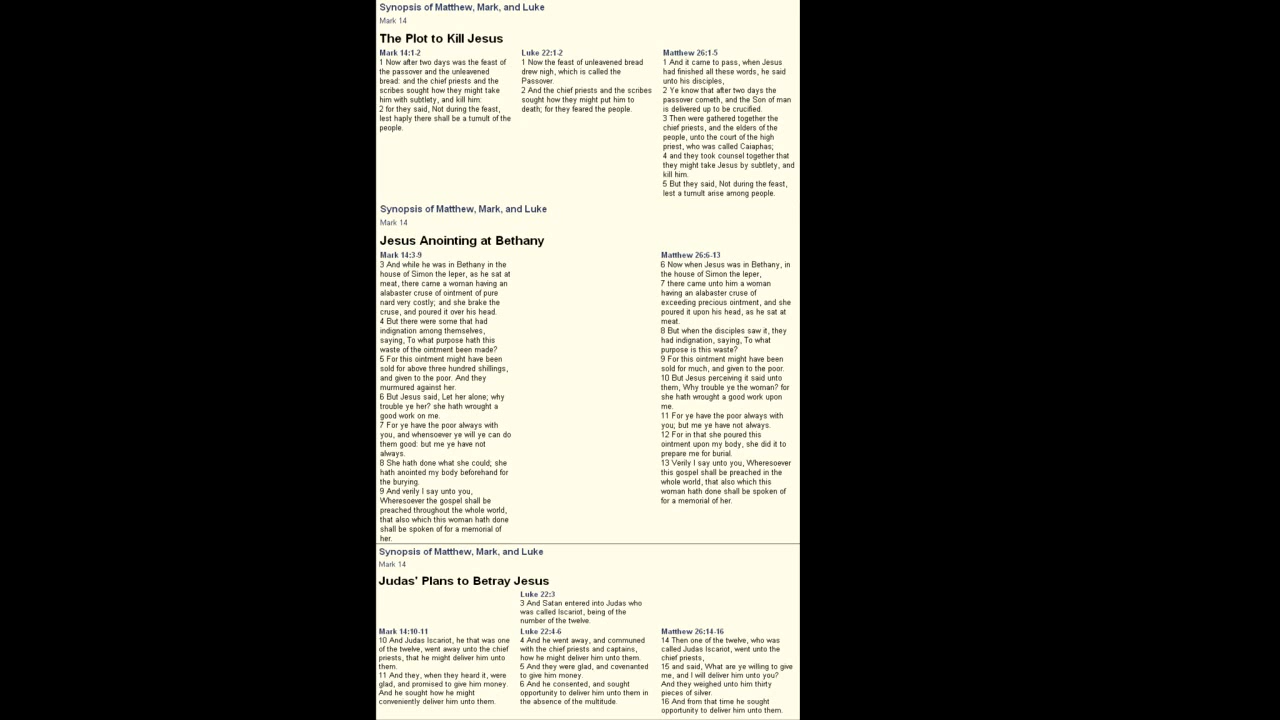 Synopsis of Matthew, Mark, and Luke
Mark 14
The Plot to Kill Jesus
Mark 14:1-2
1 Now after two days was the feast of
the passover and the unleavened
bread: and the chief priests and the
scribes sought how they might take
him with subtlety, and kill him:
2 for they said, Not during the feast,
lest haply there shall be a tumult of the
people.
Luke 22:1-2
1 Now the feast of unleavened bread
drew nigh, which is called the
Passover.
2 And the chief priests and the scribes
sought how they might put him to
death; for they feared the people.
Matthew 26:1-5
1 And it came to pass, when Jesus
had finished all these words, he said
unto his disciples,
2 Ye know that after two days the
passover cometh, and the Son of man
is delivered up to be crucified.
3 Then were gathered together the
chief priests, and the elders of the
people, unto the court of the high
priest, who was called Caiaphas;
4 and they took counsel together that
they might take Jesus by subtlety, and
kill him.
5 But they said, Not during the feast,
lest a tumult arise among people.
Synopsis of Matthew, Mark, and Luke
Mark 14
Jesus Anointing at Bethany
Mark 14:3-9
3 And while he was in Bethany in the
house of Simon the leper, as he sat at
meat, there came a woman having an
alabaster cruse of ointment of pure
nard very costly; and she brake the
cruse, and poured it over his head.
4 But there were some that had
indignation among themselves,
saying, To what purpose hath this
waste of the ointment been made?
5 For this ointment might have been
sold for above three hundred shillings,
and given to the poor. And they
murmured against her.
6 But Jesus said, Let her alone; why
trouble ye her? she hath wrought a
good work on me.
7 For ye have the poor always with
you, and whensoever ye will ye can do
them good: but me ye have not
always.
8 She hath done what she could; she
hath anointed my body beforehand for
the burying.
9 And verily I say unto you,
Wheresoever the gospel shall be
preached throughout the whole world,
that also which this woman hath done
shall be spoken of for a memorial of
her.
Matthew 26:6-13
6 Now when Jesus was in Bethany, in
the house of Simon the leper,
7 there came unto him a woman
having an alabaster cruse of
exceeding precious ointment, and she
poured it upon his head, as he sat at
meat.
8 But when the disciples saw it, they
had indignation, saying, To what
purpose is this waste?
9 For this ointment might have been
sold for much, and given to the poor.
10 But Jesus perceiving it said unto
them, Why trouble ye the woman? for
she hath wrought a good work upon
me.
11 For ye have the poor always with
you; but me ye have not always.
12 For in that she poured this
ointment upon my body, she did it to
prepare me for burial.
13 Verily I say unto you, Wheresoever
this gospel shall be preached in the
whole world, that also which this
woman hath done shall be spoken of
for a memorial of her.
Synopsis of Matthew, Mark, and Luke
Mark 14
Judas' Plans to Betray Jesus
Luke 22:3
3 And Satan entered into Judas who
was called Iscariot, being of the
number of the twelve.
Mark 14:10-11
10 And Judas Iscariot, he that was one
of the twelve, went away unto the chief
priests, that he might deliver him unto
them.
11 And they, when they heard it, were
glad, and promised to give him money.
And he sought how he might
conveniently deliver him unto them.
Luke 22:4-6
4 And he went away, and communed
with the chief priests and captains,
how he might deliver him unto them.
5 And they were glad, and covenanted
to give him money.
6 And he consented, and sought
opportunity to deliver him unto them in
the absence of the multitude.
Matthew 26:14-16
14 Then one of the twelve, who was
called Judas Iscariot, went unto the
chief priests,
15 and said, What are ye willing to give
me, and I will deliver him unto you?
And they weighed unto him thirty
pieces of silver.
16 And from that time he sought
opportunity to deliver him unto them.